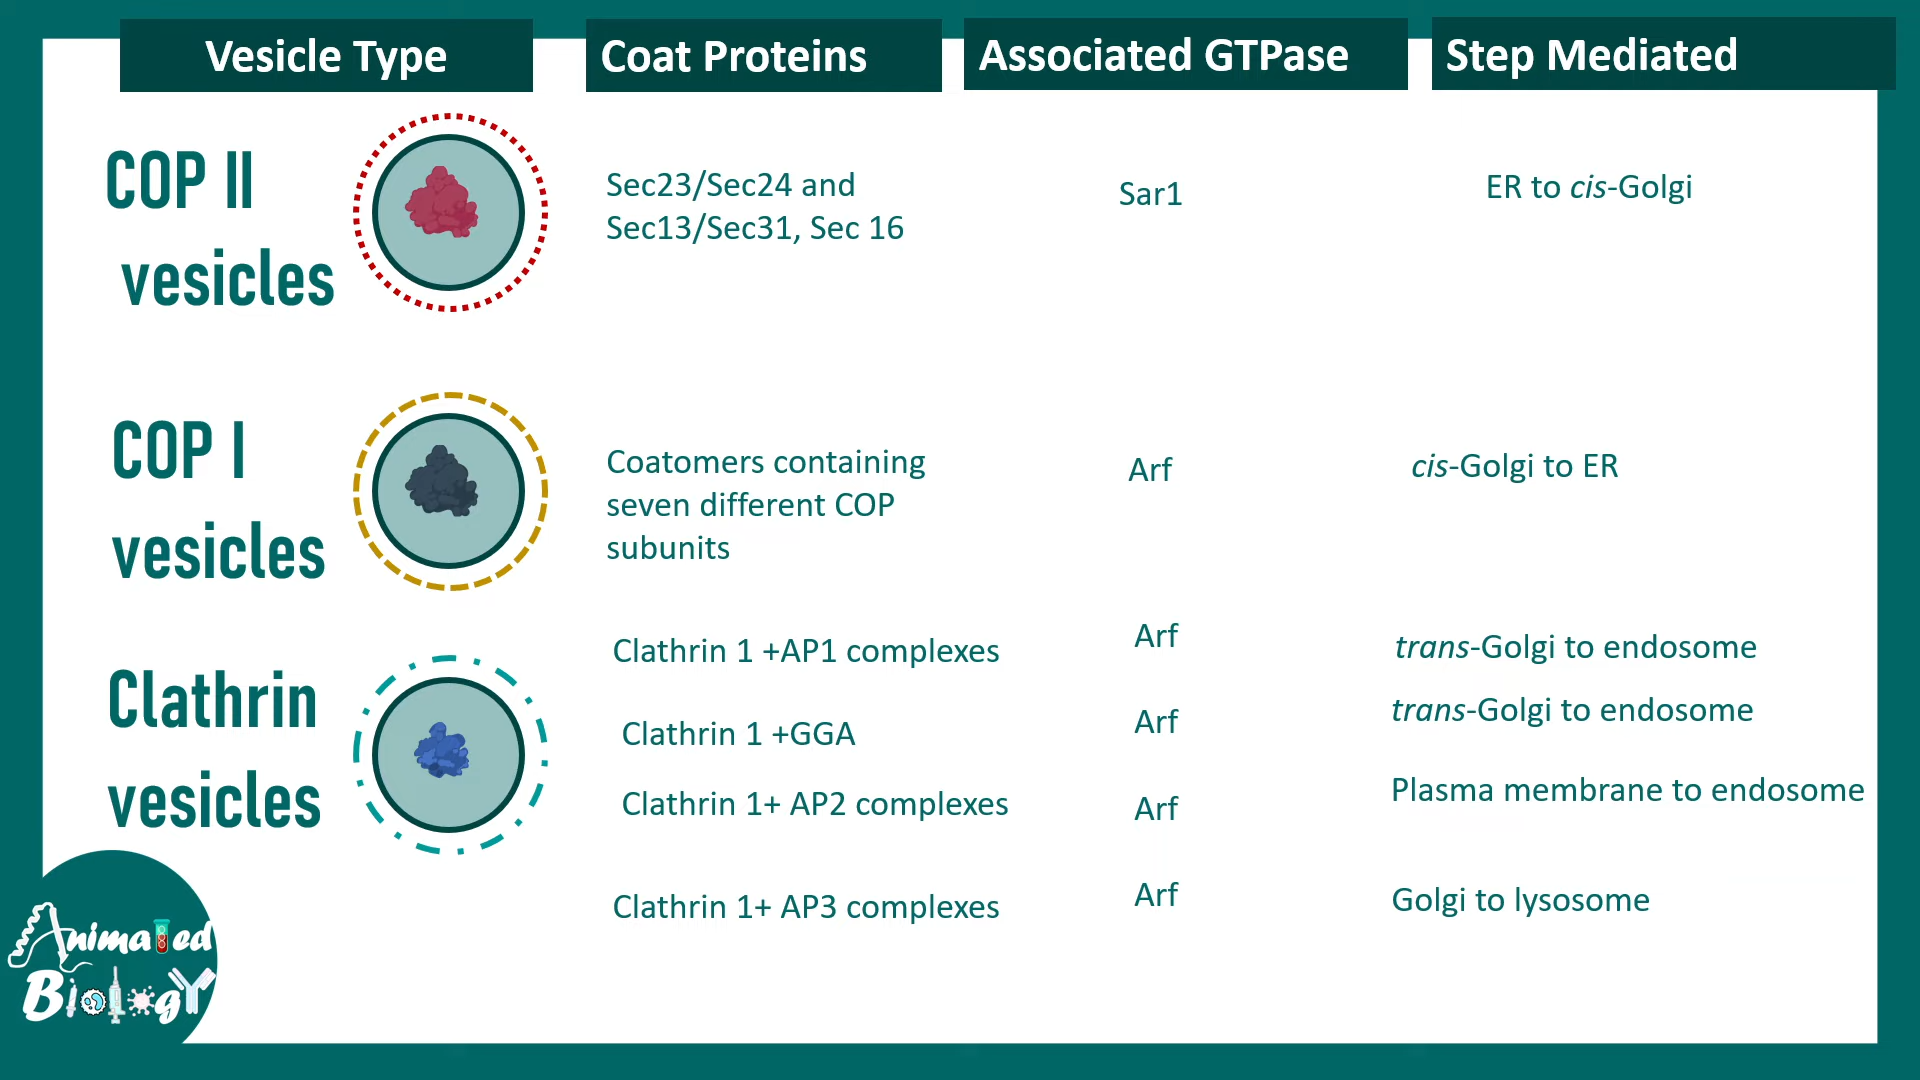 Vesicle Type
Coat Proteins
Associated GTPase
Step Mediated
COP II
vesicles
Sec23/Sec24 and
Sec13/Sec31, Sec 16
Sar1
ER to cis-Golgi
COP I
vesicles
Coatomers containing
seven different COP
subunits
Arf
cis-Golgi to ER
Clathrin
vesicles
Clathrin 1 +AP1 complexes
Arf
trans-Golgi to endosome
Clathrin 1 +GGA
Arf
trans-Golgi to endosome
Clathrin 1+ AP2 complexes
Arf
Plasma membrane to endosome
Clathrin 1+ AP3 complexes
Arf
Golgi to lysosome
Animated
Biology